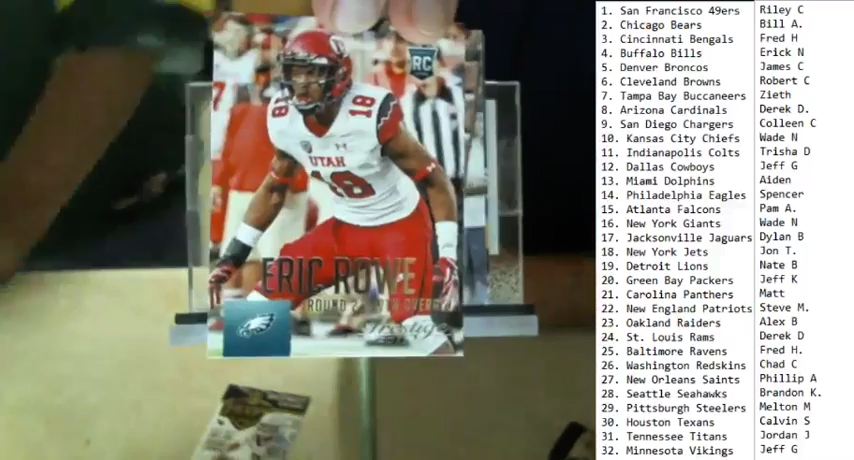 RC
18
18
UTAH
18
ERIC ROWE
ROUND 2
OVERALL
Prestige
1. San Francisco 49ers Riley C
2. Chicago Bears Bill A.
3. Cincinnati Bengals Fred H
4. Buffalo Bills Erick N
5. Denver Broncos James C
6. Cleveland Browns Robert C
7. Tampa Bay Buccaneers Zieth
8. Arizona Cardinals Derek D.
9. San Diego Chargers Colleen C
10. Kansas City Chiefs Wade N
11. Indianapolis Colts Trisha D
12. Dallas Cowboys Jeff G
13. Miami Dolphins Aiden
14. Philadelphia Eagles Spencer
15. Atlanta Falcons Pam A.
16. New York Giants Wade N
17. Jacksonville Jaguars Dylan B
18. New York Jets Jon T.
19. Detroit Lions Nate B
20. Green Bay Packers Jeff K
21. Carolina Panthers Matt
22. New England Patriots Steve M.
23. Oakland Raiders Alex B
24. St. Louis Rams Derek D
25. Baltimore Ravens Fred H.
26. Washington Redskins Chad C
27. New Orleans Saints Phillip A
28. Seattle Seahawks Brandon K.
29. Pittsburgh Steelers Melton M
30. Houston Texans Calvin S
31. Tennessee Titans Jordan J
32. Minnesota Vikings Jeff G